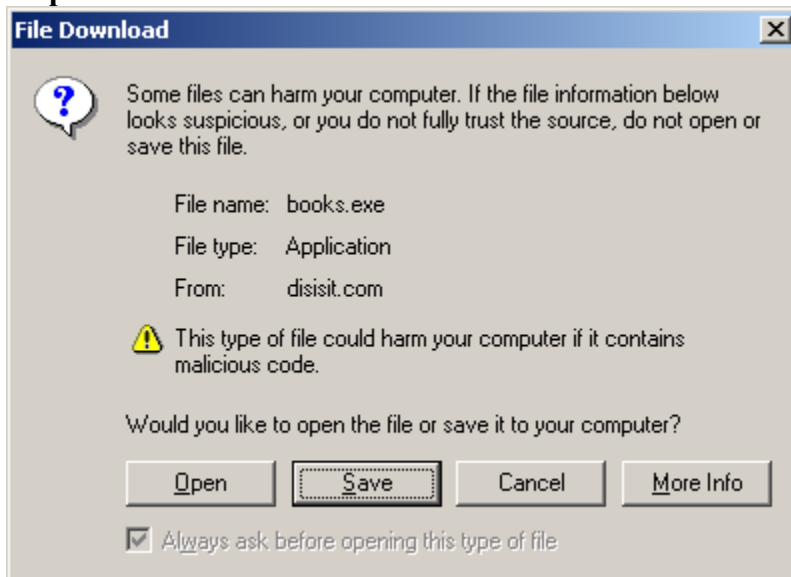 File Download
Some files can harm your computer. If the file information below
looks suspicious, or you do not fully trust the source, do not open or
save this file.
File name: books.exe
File type: Application
From: disisit.com
This type of file could harm your computer if it contains
malicious code.
Would you like to open the file or save it to your computer?
Open Save Cancel More Info
Always ask before opening this type of file